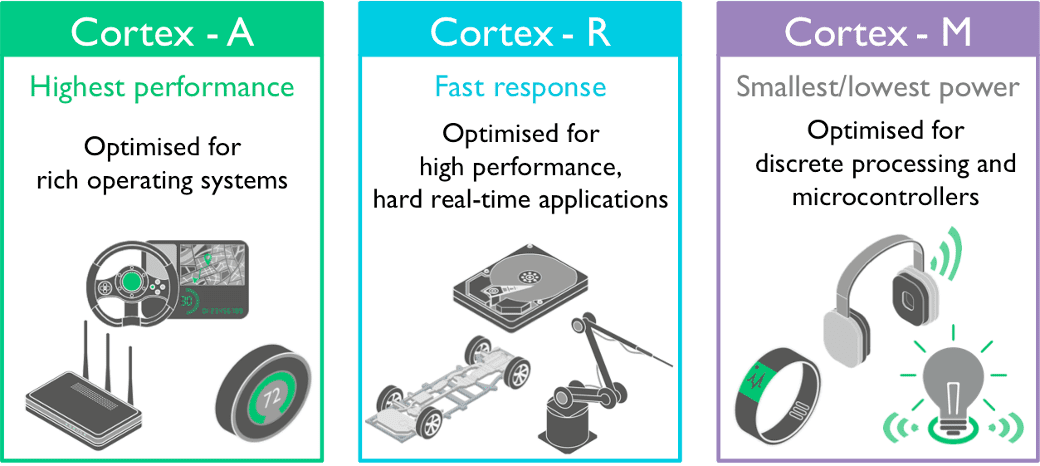 Cortex - A
Highest performance
Optimised for
rich operating systems
30
72
Cortex - R
Fast response
Optimised for
high performance,
hard real-time applications
Cortex - M
Smallest/lowest power
Optimised for
discrete processing and
microcontrollers